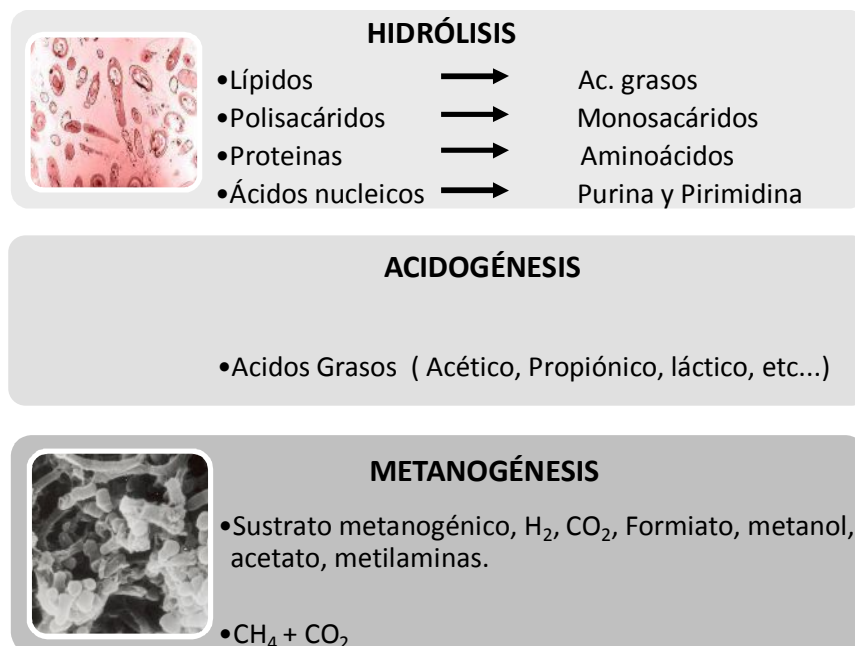 HIDRÓLISIS
•Lípidos → Ac. grasos
•Polisacáridos → Monosacáridos
•Proteinas → Aminoácidos
•Ácidos nucleicos → Purina y Pirimidina
ACIDOGÉNESIS
•Acidos Grasos ( Acético, Propiónico, láctico, etc...)
METANOGÉNESIS
•Sustrato metanogénico, H₂, CO₂, Formiato, metanol,
acetato, metilaminas.
•CH₄ + CO₂